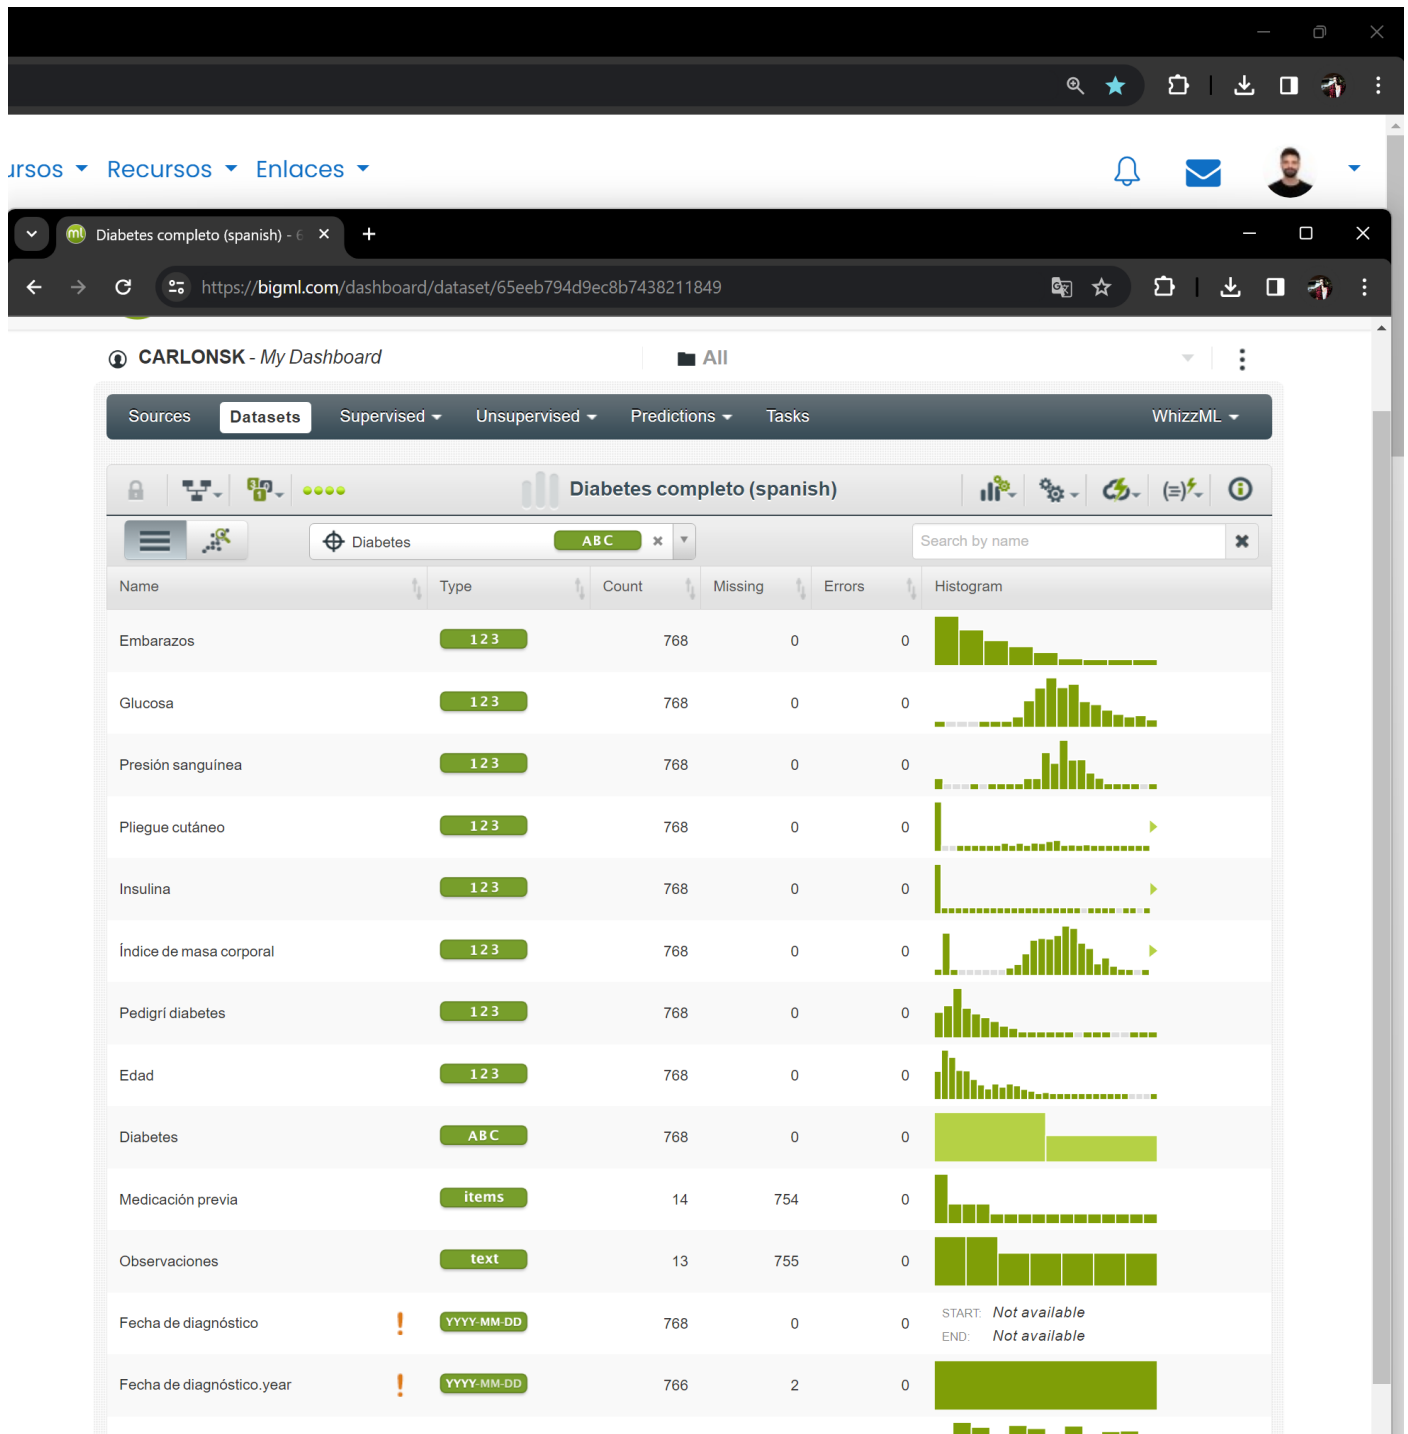 Recursos Enlaces
Diabetes completo (spanish) -
https://bigml.com/dashboard/dataset/65eeb794d9ec8b7438211849
CARLONSK - My Dashboard All
Sources Datasets Supervised Unsupervised Predictions Tasks WhizzML
Diabetes completo (spanish)
Diabetes ABC Search by name
Name Type Count Missing Errors Histogram
Embarazos 123 768 0 0
Glucosa 123 768 0 0
Presión sanguínea 123 768 0 0
Pliegue cutáneo 123 768 0 0
Insulina 123 768 0 0
Índice de masa corporal 123 768 0 0
Pedigrí diabetes 123 768 0 0
Edad 123 768 0 0
Diabetes ABC 768 0 0
Medicación previa items 14 754 0
Observaciones text 13 755 0
Fecha de diagnóstico ! YYYY-MM-DD 768 0 0 START: Not available
END: Not available
Fecha de diagnóstico.year ! YYYY-MM-DD 766 2 0